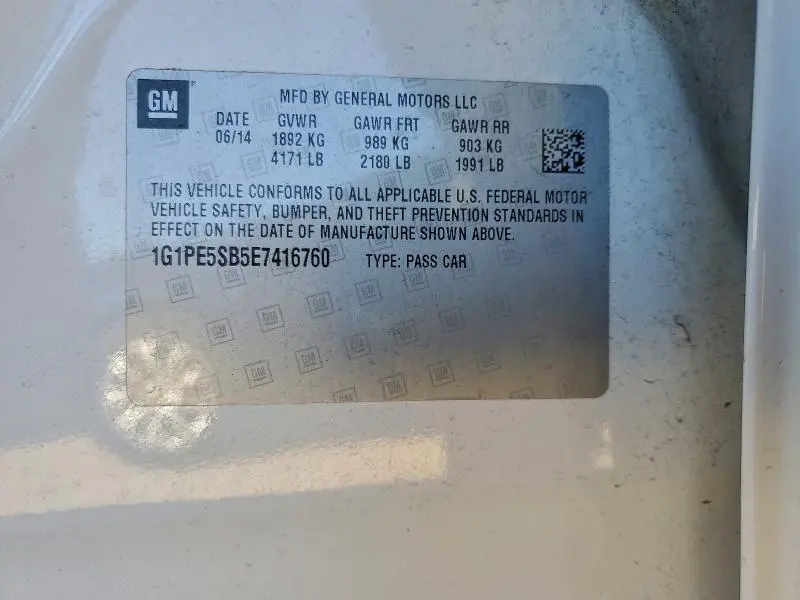 GM
MFD BY GENERAL MOTORS LLC
DATE GVWR GAWR FRT GAWR RR
06/14 1892 KG 989 KG 903 KG
4171 LB 2180 LB 1991 LB
THIS VEHICLE CONFORMS TO ALL APPLICABLE U.S. FEDERAL MOTOR
VEHICLE SAFETY, BUMPER, AND THEFT PREVENTION STANDARDS IN
EFFECT ON THE DATE OF MANUFACTURE SHOWN ABOVE.
1G1PE5SB5E7416760 TYPE: PASS CAR